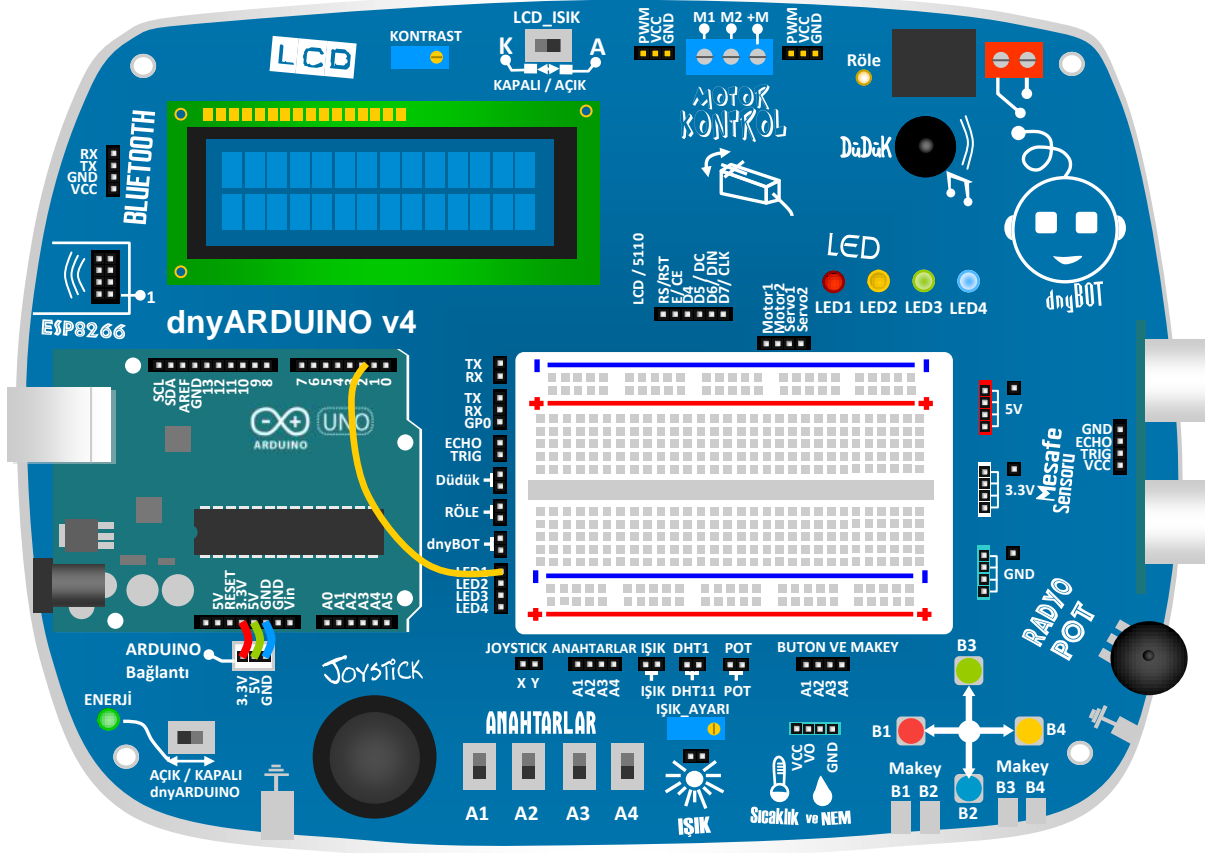 LCD
KONTRAST
LCD_ISIK
K A
KAPALI / AÇIK
PWM
VCC
GND
M1 M2 +M
PWM
VCC
GND
MOTOR
KONTROL
Röle
DüDüK
RX
TX
GND
VCC
BLUETOOTH
1
ESP8266
dnyARDUINO v4
LCD / 5110
RS/RST
E/CE
D4
D5 / DC
D6/ DIN
D7/ CLK
LED
LED1 LED2 LED3 LED4
Motor1
Motor2
Servo1
Servo2
dnyBOT
SCL
SDA
AREF
GND
13
12
11
10
9
8
7
6
5
4
3
2
1
0
UNO
ARDUINO
TX
RX
TX
RX
GP0
ECHO
TRIG
Düdük
RÖLE
dnyBOT
LED1
LED2
LED3
LED4
5V
3.3V
GND
Mesafe
Sensoru
GND
ECHO
TRIG
VCC
RADYO
POT
5V
RESET
3.3V
5V
GND
GND
Vin
A0
A1
A2
A3
A4
A5
ARDUINO
Bağlantı
3.3V
5V
GND
ENERJİ
AÇIK / KAPALI
dnyARDUINO
JOYSTICK
JOYSTICK ANAHTARLAR IŞIK DHT1 POT
X Y
A1
A2
A3
A4
IŞIK DHT11 POT
IŞIK_AYARI
BUTON VE MAKEY
A1
A2
A3
A4
ANAHTARLAR
A1 A2 A3 A4
IŞIK
VCC
VO
GND
Sıcaklık ve NEM
B3
B1
B4
B2
Makey
B1 B2
Makey
B3 B4